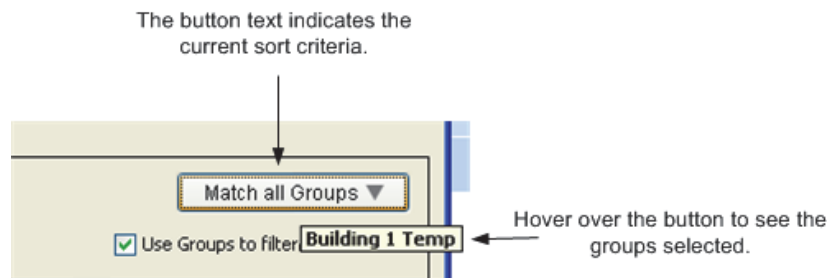 The button text indicates the
current sort criteria.
Match all Groups
Use Groups to filter
Building 1 Temp
Hover over the button to see the
groups selected.